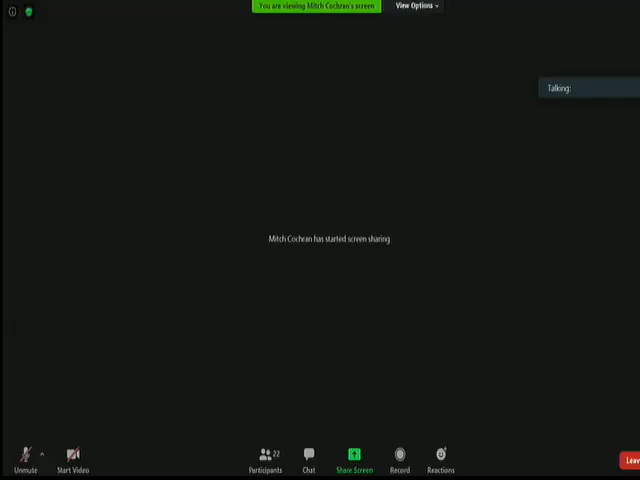 You are viewing Mitch Cochran's screen
View Options
Talking:
Mitch Cochran has started screen sharing
22
Unmute
Start Video
Participants
Chat
Share Screen
Record
Reactions
Leav